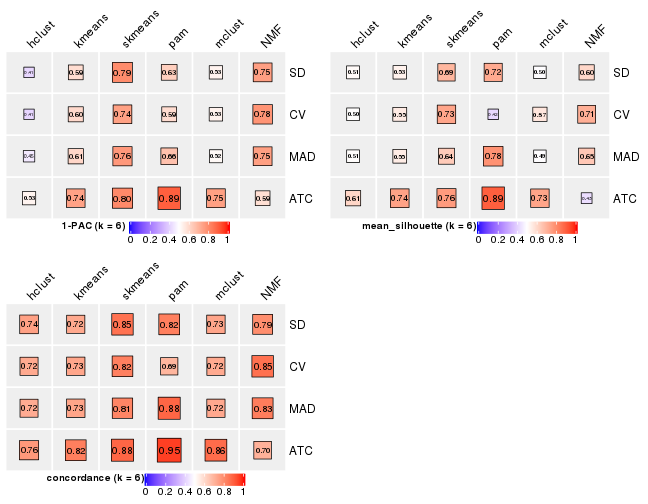 hclust kmeans skmeans pam mclust NMF
0.41 0.59 0.79 0.63 0.53 0.75 SD
0.41 0.60 0.74 0.59 0.53 0.78 CV
0.61 0.76 0.66 0.52 0.75 MAD
0.53 0.74 0.80 0.89 0.75 0.59 ATC
1-PAC (k = 6)
0 0.2 0.4 0.6 0.8 1
hclust kmeans skmeans pam mclust NMF
0.51 0.53 0.69 0.72 0.50 0.60 SD
0.50 0.55 0.73 0.57 0.71 CV
0.51 0.55 0.64 0.78 0.49 0.65 MAD
0.61 0.74 0.76 0.89 0.73 ATC
mean_silhouette (k = 6)
0 0.2 0.4 0.6 0.8 1
hclust kmeans skmeans pam mclust NMF
0.74 0.72 0.85 0.82 0.73 0.79 SD
0.72 0.73 0.82 0.69 0.72 0.85 CV
0.72 0.73 0.81 0.88 0.72 0.83 MAD
0.76 0.82 0.88 0.95 0.86 0.70 ATC
concordance (k = 6)
0 0.2 0.4 0.6 0.8 1